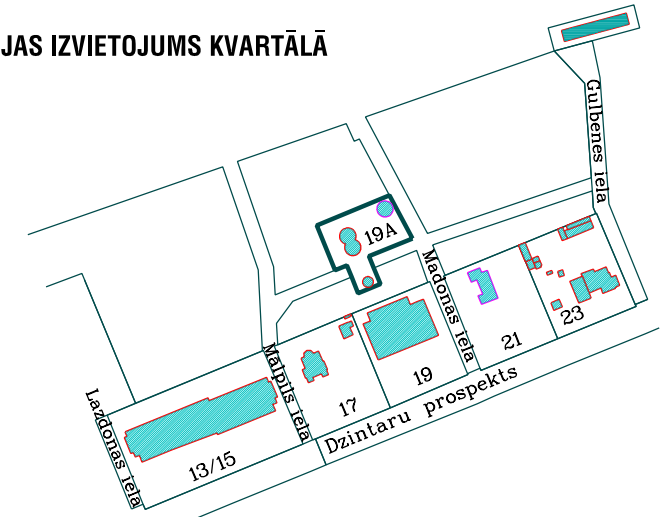 JAS IZVIETOJUMS KVARTĀLĀ
Gulbenes iela
19A
Madonas iela
23
21
Malpils iela
19
17
Dzintaru prospekts
Lazdonas iela
13/15